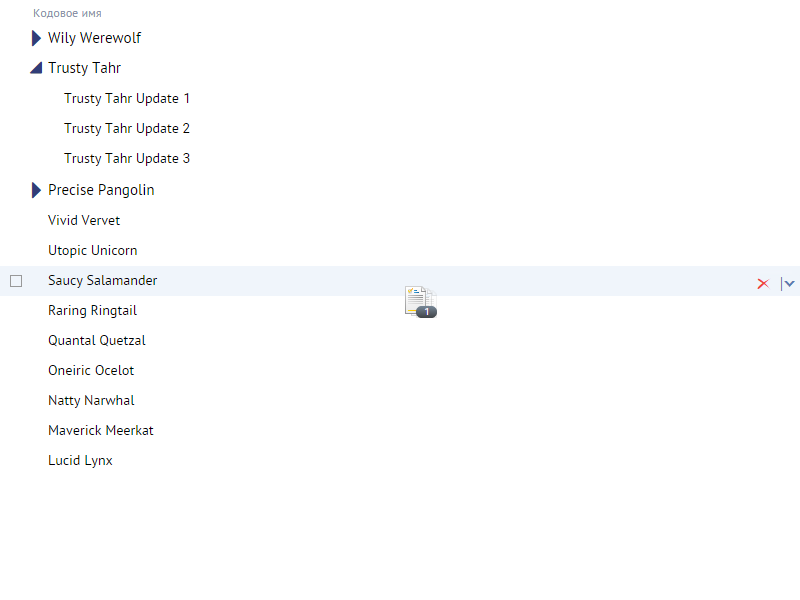 Кодовое имя
Wily Werewolf
Trusty Tahr
Trusty Tahr Update 1
Trusty Tahr Update 2
Trusty Tahr Update 3
Precise Pangolin
Vivid Vervet
Utopic Unicorn
Saucy Salamander
1
Raring Ringtail
Quantal Quetzal
Oneiric Ocelot
Natty Narwhal
Maverick Meerkat
Lucid Lynx